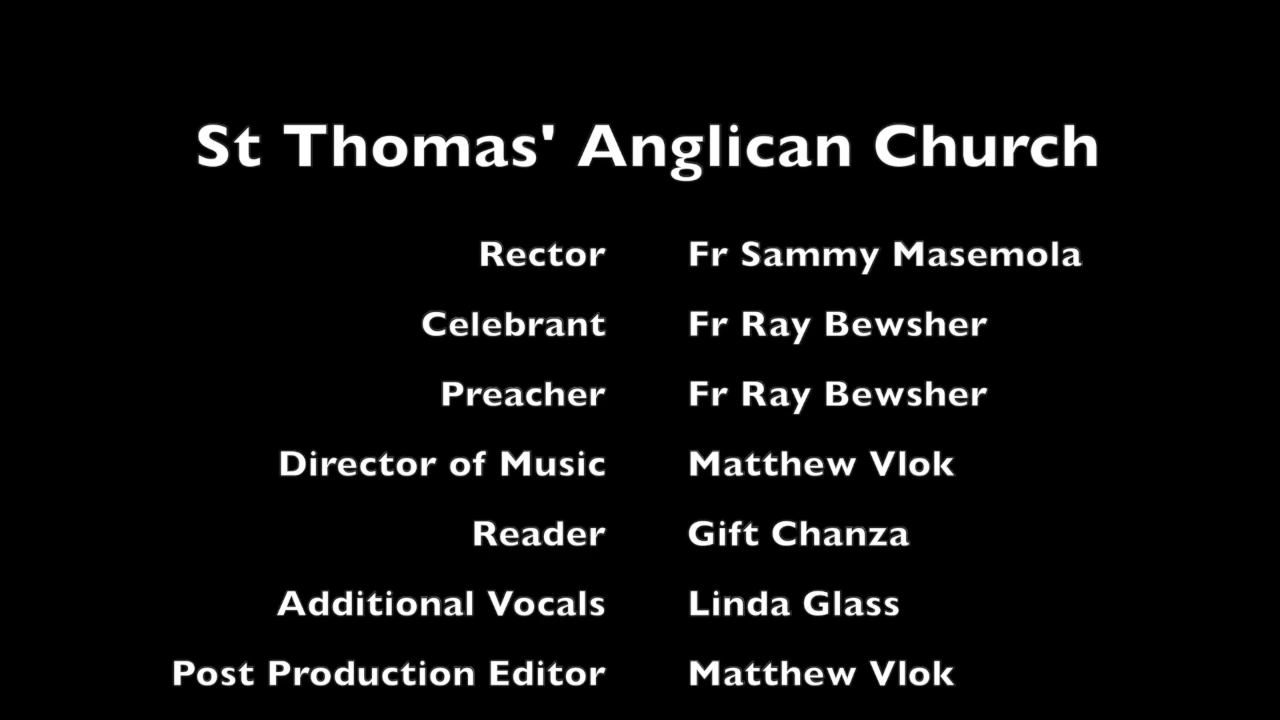 St Thomas' Anglican Church
Rector Fr Sammy Masemola
Celebrant Fr Ray Bewsher
Preacher Fr Ray Bewsher
Director of Music Matthew Vlok
Reader Gift Chanza
Additional Vocals Linda Glass
Post Production Editor Matthew Vlok